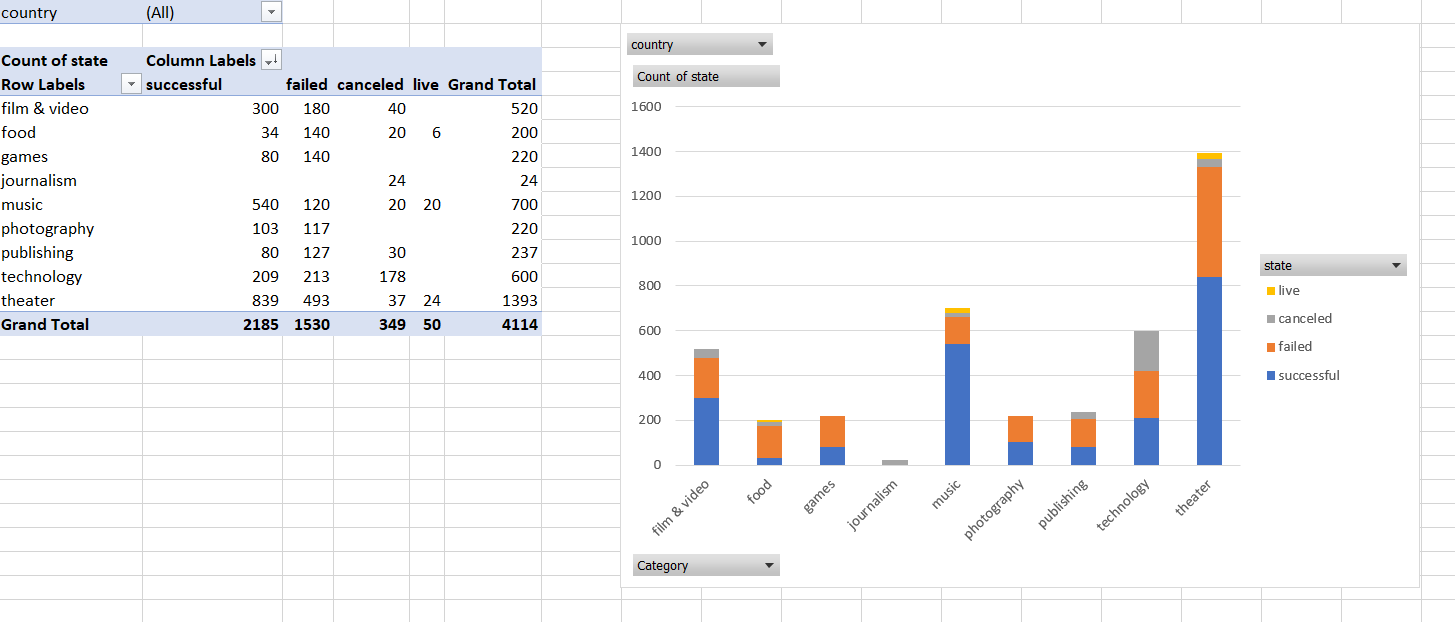 country (All)
Count of state Column Labels
Row Labels successful failed canceled live Grand Total
film & video 300 180 40 520
food 34 140 20 6 200
games 80 140 220
journalism 24 24
music 540 120 20 20 700
photography 103 117 220
publishing 80 127 30 237
technology 209 213 178 600
theater 839 493 37 24 1393
Grand Total 2185 1530 349 50 4114
country
Count of state
1600
1400
1200
1000
800
600
400
200
0
film & video
food
games
journalism
music
photography
publishing
technology
theater
Category
state
live
canceled
failed
successful